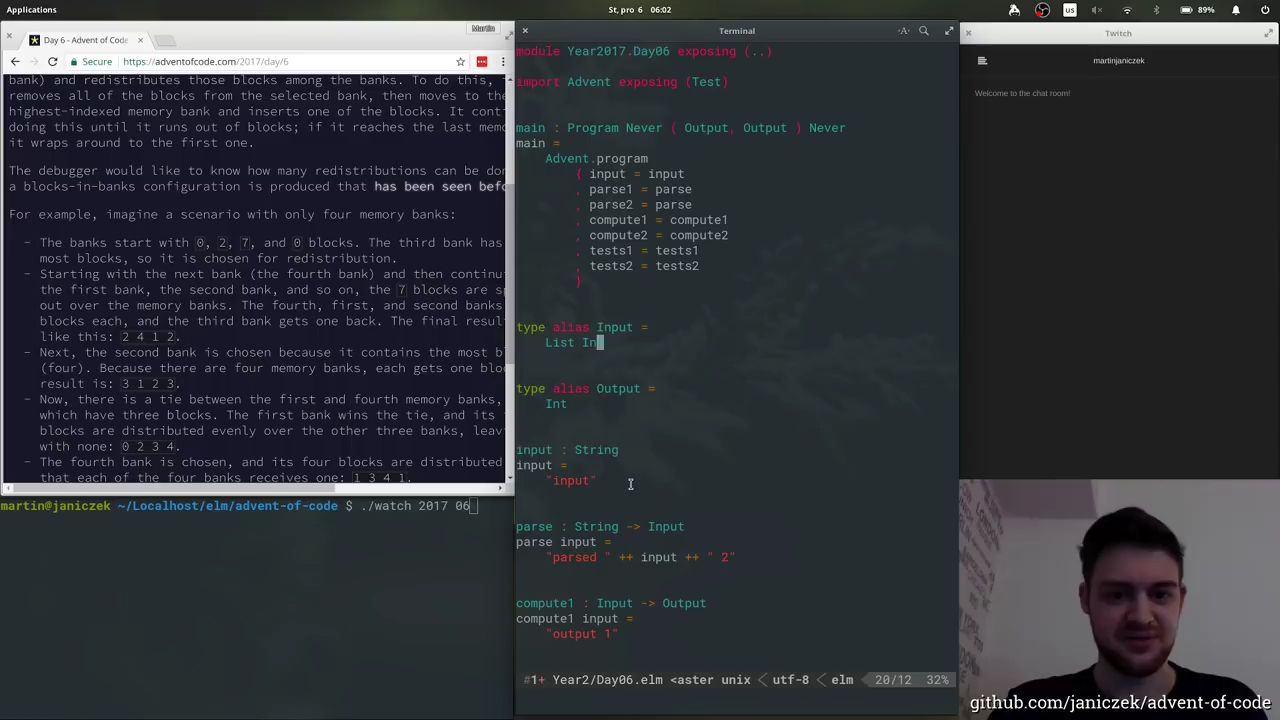 Applications
St, pro 6 06:02
us
89%
Martin
Day 6 - Advent of Code
Secure
https://adventofcode.com/2017/day/6
bank) and redistributes those blocks among the banks. To do this,
removes all of the blocks from the selected bank, then moves to the
highest-indexed memory bank and inserts one of the blocks. It conti
doing this until it runs out of blocks; if it reaches the last memo
it wraps around to the first one.
The debugger would like to know how many redistributions can be don
a blocks-in-banks configuration is produced that has been seen befo
For example, imagine a scenario with only four memory banks:
- The banks start with 0, 2, 7, and 0 blocks. The third bank has
most blocks, so it is chosen for redistribution.
- Starting with the next bank (the fourth bank) and then continu
the first bank, the second bank, and so on, the 7 blocks are sp
out over the memory banks. The fourth, first, and second banks
blocks each, and the third bank gets one back. The final resul
like this: 2 4 1 2.
- Next, the second bank is chosen because it contains the most b
(four). Because there are four memory banks, each gets one blo
result is: 3 1 2 3.
- Now, there is a tie between the first and fourth memory banks,
which have three blocks. The first bank wins the tie, and its
blocks are distributed evenly over the other three banks, leav
with none: 0 2 3 4.
- The fourth bank is chosen, and its four blocks are distributed
that each of the four banks receives one: 1 3 4 1.
martin@janiczek ~/Localhost/elm/advent-of-code $ ./watch 2017 06
Terminal
module Year2017.Day06 exposing (..)
import Advent exposing (Test)
main : Program Never ( Output, Output ) Never
main =
Advent.program
{ input = input
, parse1 = parse
, parse2 = parse
, compute1 = compute1
, compute2 = compute2
, tests1 = tests1
, tests2 = tests2
}
type alias Input =
List In
type alias Output =
Int
input : String
input =
"input"
parse : String -> Input
parse input =
"parsed " ++ input ++ " 2"
compute1 : Input -> Output
compute1 input =
"output 1"
#1+ Year2/Day06.elm <aster unix < utf-8 < elm 20/12 32%
Twitch
martinjaniczek
Welcome to the chat room!
github.com/janiczek/advent-of-code